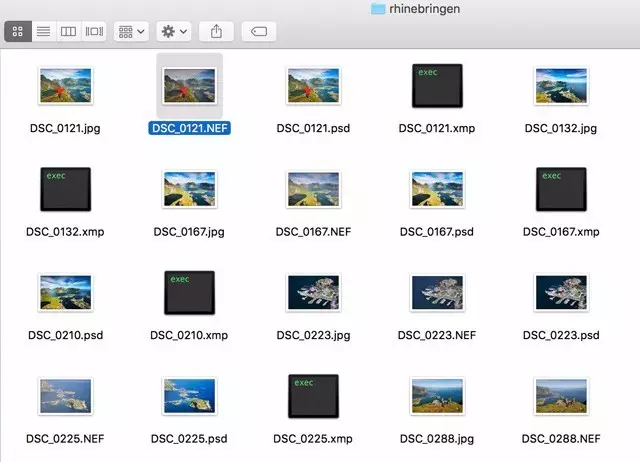 rhinebringen
exec
DSC_0121.jpg
DSC_0121.NEF
DSC_0121.psd
DSC_0121.xmp
DSC_0132.jpg
exec
exec
DSC_0132.xmp
DSC_0167.jpg
DSC_0167.NEF
DSC_0167.psd
DSC_0167.xmp
exec
DSC_0210.psd
DSC_0210.xmp
DSC_0223.jpg
DSC_0223.NEF
DSC_0223.psd
exec
DSC_0225.NEF
DSC_0225.psd
DSC_0225.xmp
DSC_0288.jpg
DSC_0288.NEF